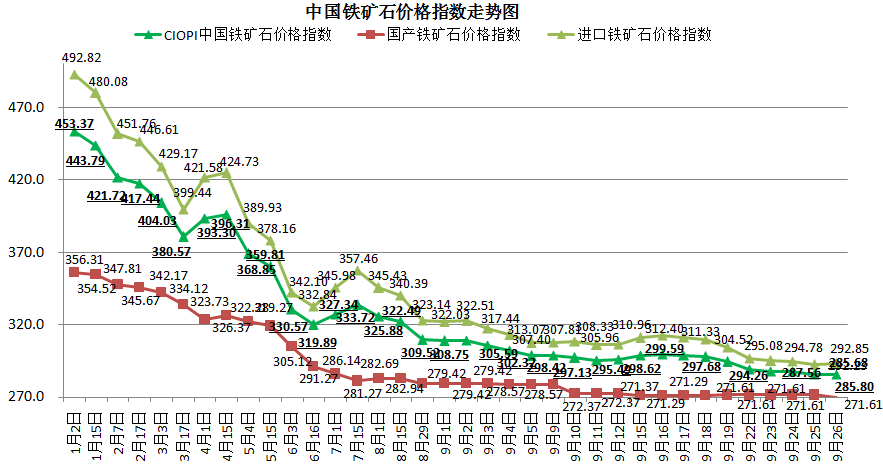 中国铁矿石价格指数走势图
CIOPI中国铁矿石价格指数 国产铁矿石价格指数 进口铁矿石价格指数
470.0
420.0
370.0
320.0
270.0
492.82 480.08 451.76 446.61 429.17 399.44 421.58 424.73 389.93 378.16 342.10 332.84 345.98 357.46 345.43 340.39 323.14 322.03 322.51 317.44 313.07 307.40 307.81 308.33 305.96 310.96 312.40 311.33 304.52 295.08 294.78 292.85
453.37 443.79 421.72 417.44 404.03 380.57 393.30 396.31 368.85 359.81 330.57 319.89 327.34 333.72 325.88 322.49 309.52 308.75 305.59 302.32 298.42 297.13 295.42 298.62 299.59 297.68 294.26 287.56 285.68 285.80
356.31 354.52 347.81 345.67 342.17 334.12 323.73 326.37 319.27 305.12 291.27 286.14 281.27 282.69 282.94 279.42 279.42 279.42 278.57 278.57 272.37 272.37 271.37 271.29 271.29 271.61 271.61 271.61 271.61 271.61
1月2日 1月15日 2月7日 2月17日 3月3日 3月17日 4月1日 4月15日 5月4日 5月15日 6月3日 6月16日 7月1日 7月15日 8月1日 8月15日 8月29日 9月1日 9月2日 9月3日 9月4日 9月5日 9月9日 9月10日 9月11日 9月12日 9月15日 9月16日 9月17日 9月18日 9月19日 9月22日 9月23日 9月24日 9月25日 9月26日